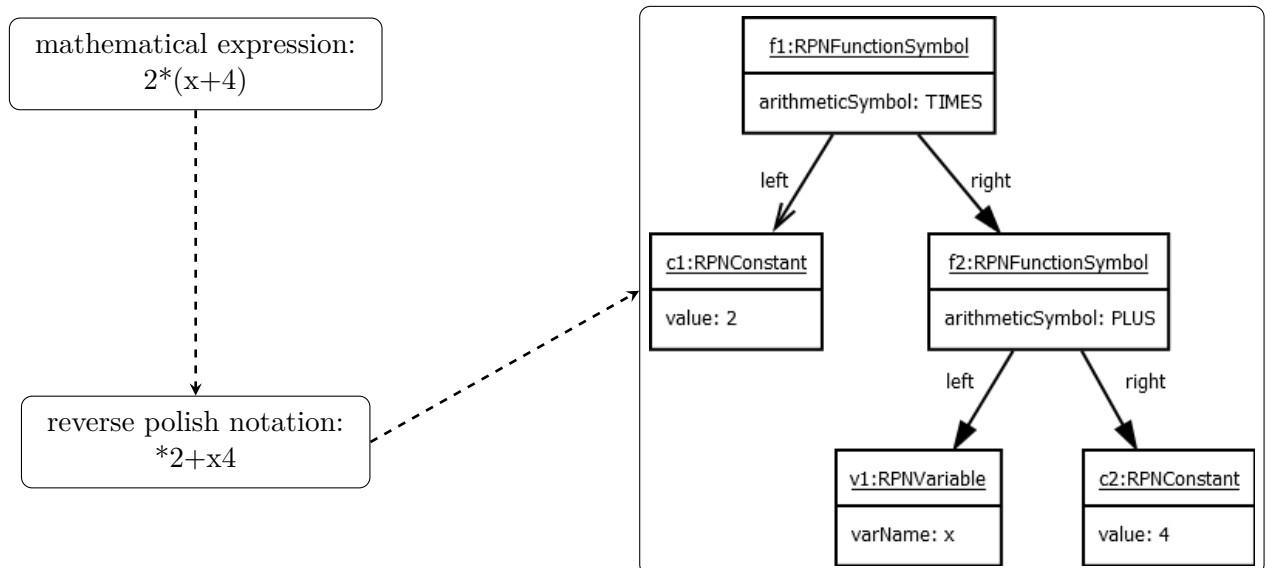 mathematical expression:
2*(x+4)
reverse polish notation:
*2+x4
f1:RPNFunctionSymbol
arithmeticSymbol: TIMES
left
right
c1:RPNConstant
value: 2
f2:RPNFunctionSymbol
arithmeticSymbol: PLUS
left
right
v1:RPNVariable
varName: x
c2:RPNConstant
value: 4